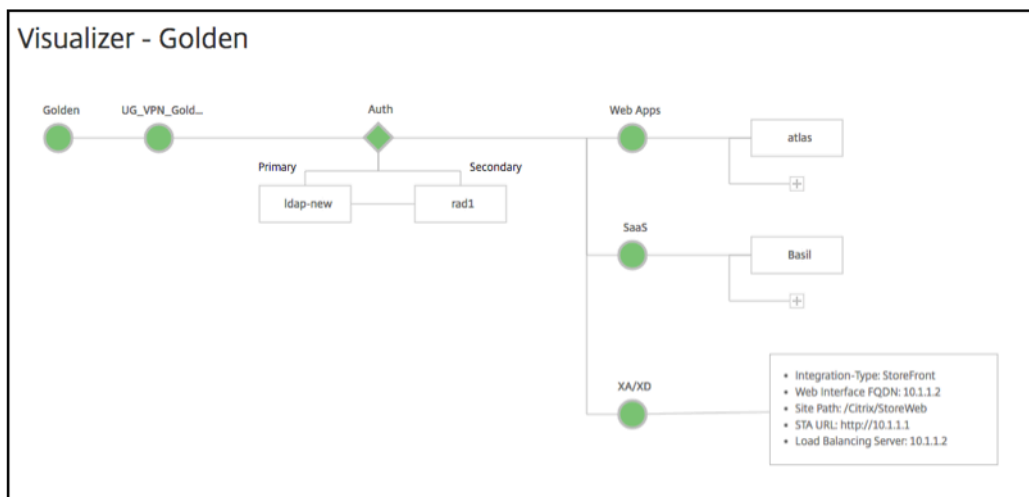 Visualizer - Golden
Golden
UG_VPN_Gold...
Auth
Web Apps
atlas
Primary
Secondary
ldap-new
rad1
SaaS
Basil
XA/XD
• Integration-Type: StoreFront
• Web Interface FQDN: 10.1.1.2
• Site Path: /Citrix/StoreWeb
• STA URL: http://10.1.1.1
• Load Balancing Server: 10.1.1.2